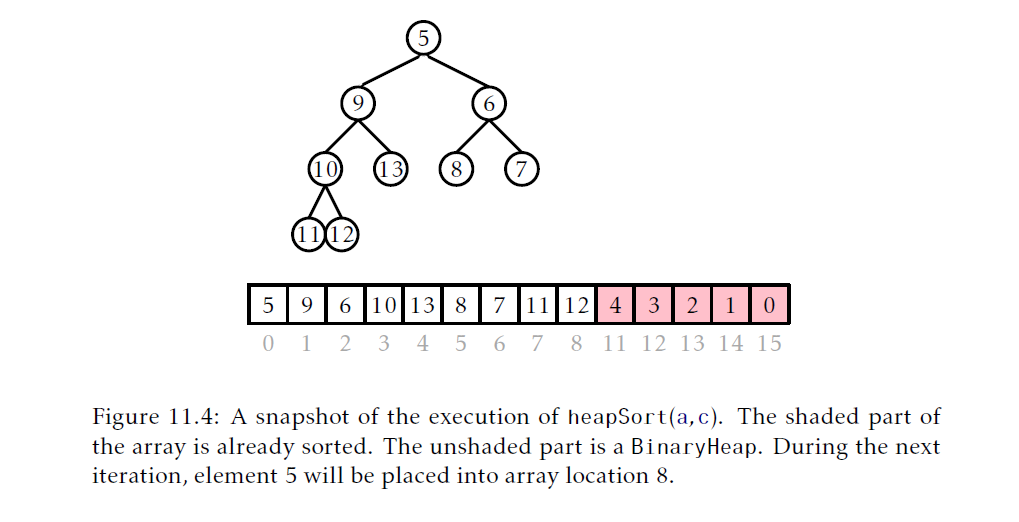 5
9 6
10 13 8 7
11 12
5 9 6 10 13 8 7 11 12 4 3 2 1 0
0 1 2 3 4 5 6 7 8 11 12 13 14 15
Figure 11.4: A snapshot of the execution of heapSort(a,c). The shaded part of
the array is already sorted. The unshaded part is a BinaryHeap. During the next
iteration, element 5 will be placed into array location 8.